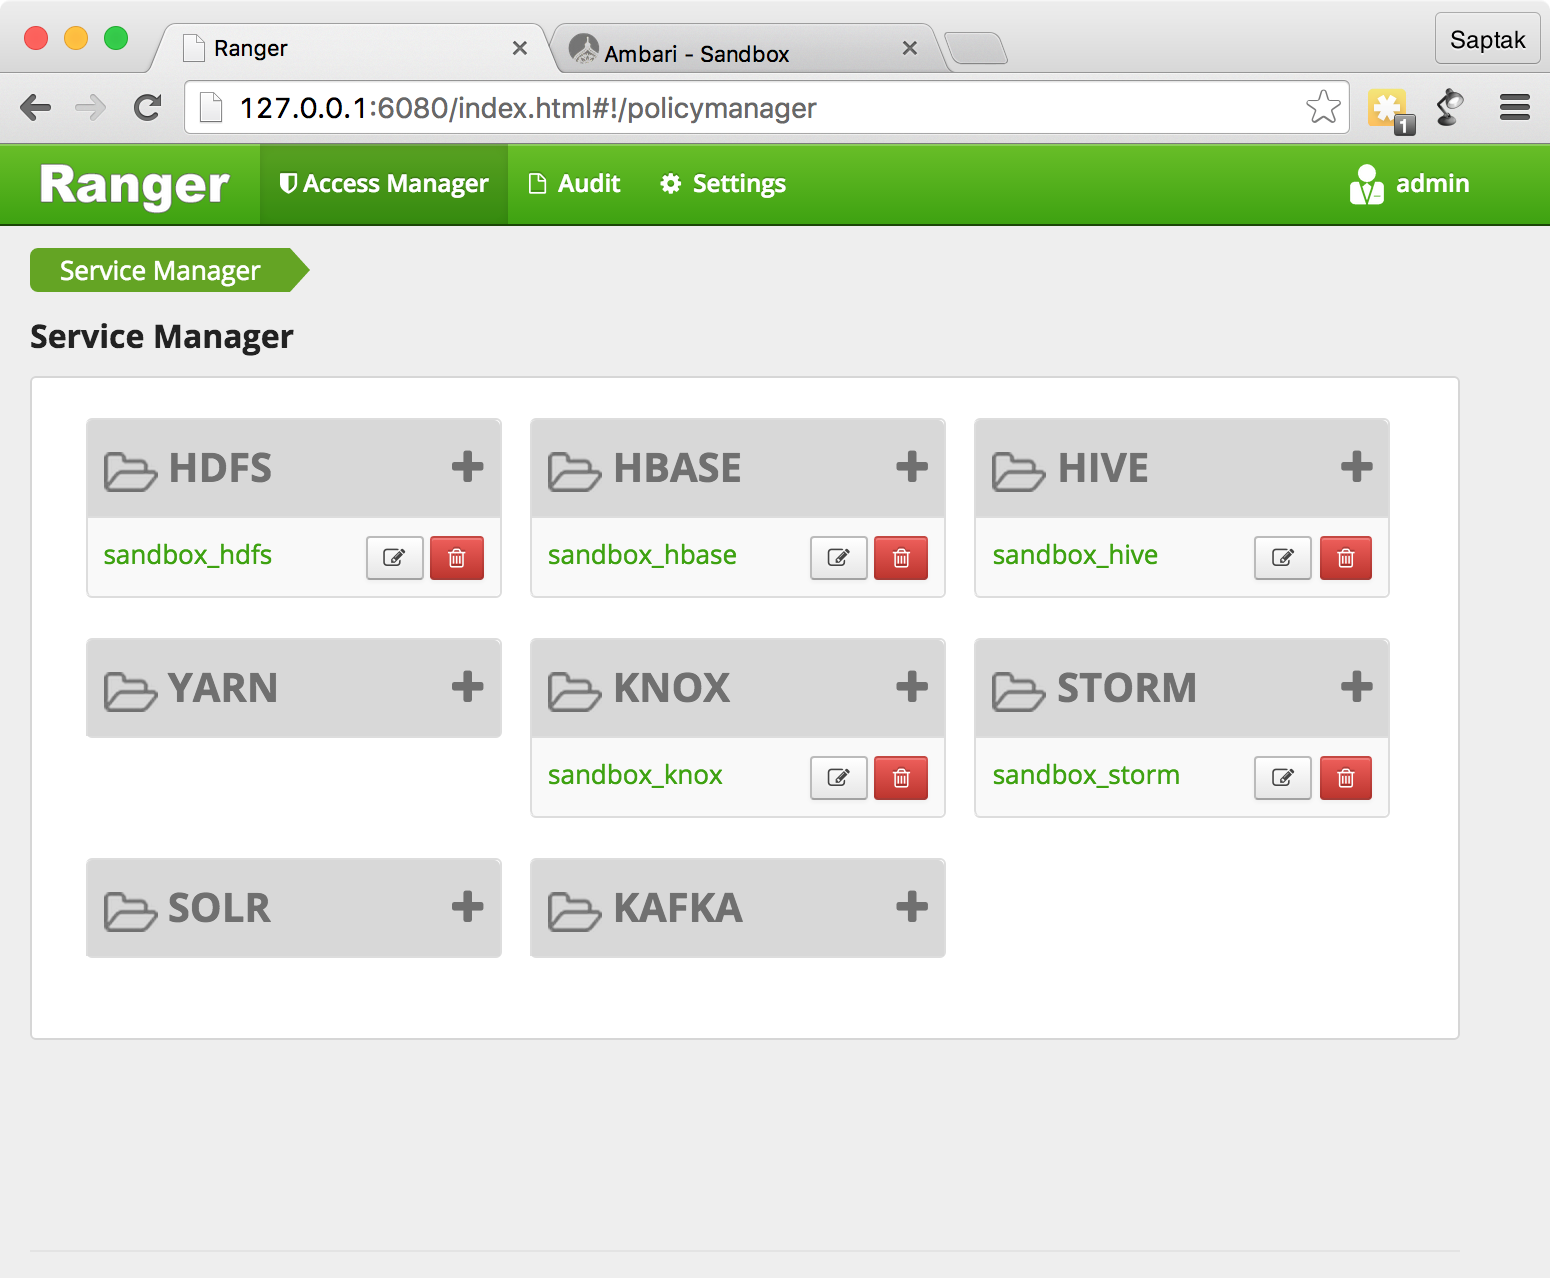 Ranger
Ambari - Sandbox
Saptak
127.0.0.1:6080/index.html#!/policymanager
1
Ranger
Access Manager
Audit
Settings
admin
Service Manager
Service Manager
HDFS
HBASE
HIVE
sandbox_hdfs
sandbox_hbase
sandbox_hive
YARN
KNOX
STORM
sandbox_knox
sandbox_storm
SOLR
KAFKA